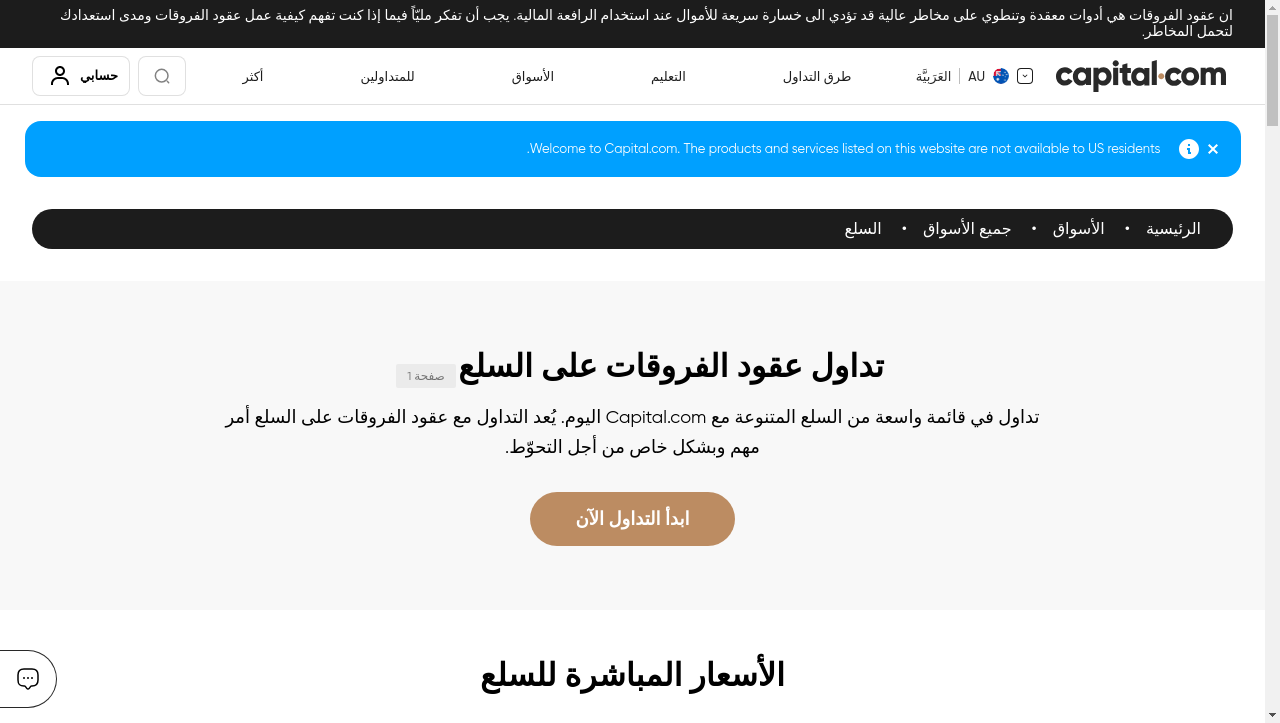 ان عقود الفروقات هي أدوات معقدة وتنطوي على مخاطر عالية قد تؤدي الى خسارة سريعة للأموال عند استخدام الرافعة المالية. يجب أن تفكر مليّاً فيما إذا كنت تفهم كيفية عمل عقود الفروقات ومدى استعدادك
لتحمل المخاطر.
capital.com
AU
العَرَبيَّة
طرق التداول
التعليم
الأسواق
للمتداولين
أكثر
حسابي
Welcome to Capital.com. The products and services listed on this website are not available to US residents.
الرئيسية • الأسواق • جميع الأسواق • السلع
تداول عقود الفروقات على السلع
صفحة 1
تداول في قائمة واسعة من السلع المتنوعة مع Capital.com اليوم. يُعد التداول مع عقود الفروقات على السلع أمر
مهم وبشكل خاص من أجل التحوّط.
ابدأ التداول الآن
الأسعار المباشرة للسلع